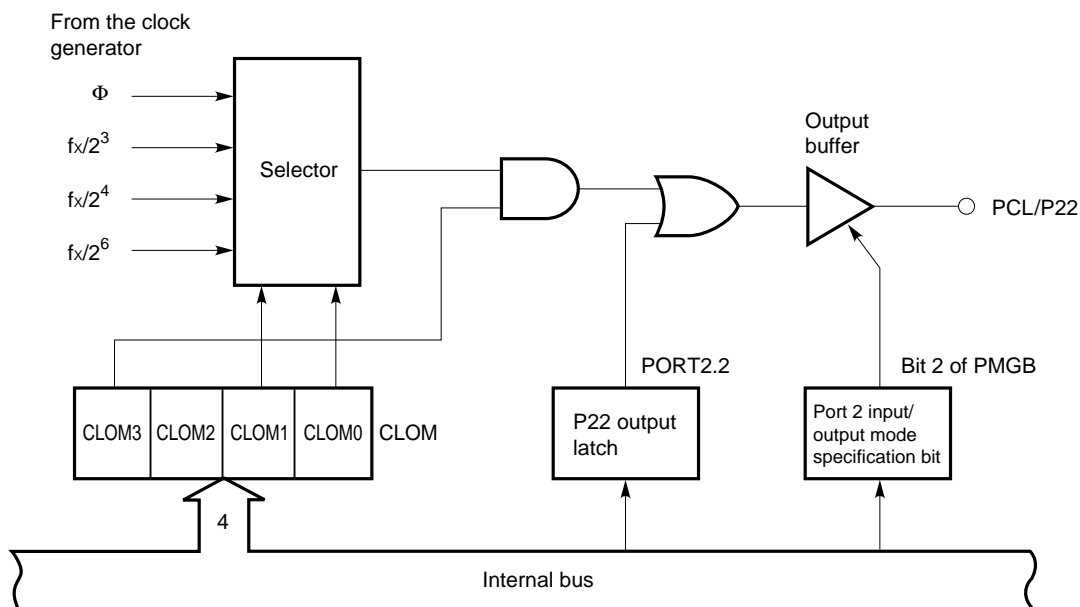 From the clock
generator
Φ
fx/2³
fx/2⁴
fx/2⁶
Selector
Output
buffer
PCL/P22
PORT2.2
Bit 2 of PMGB
CLOM3 CLOM2 CLOM1 CLOM0 CLOM
P22 output
latch
Port 2 input/
output mode
specification bit
4
Internal bus